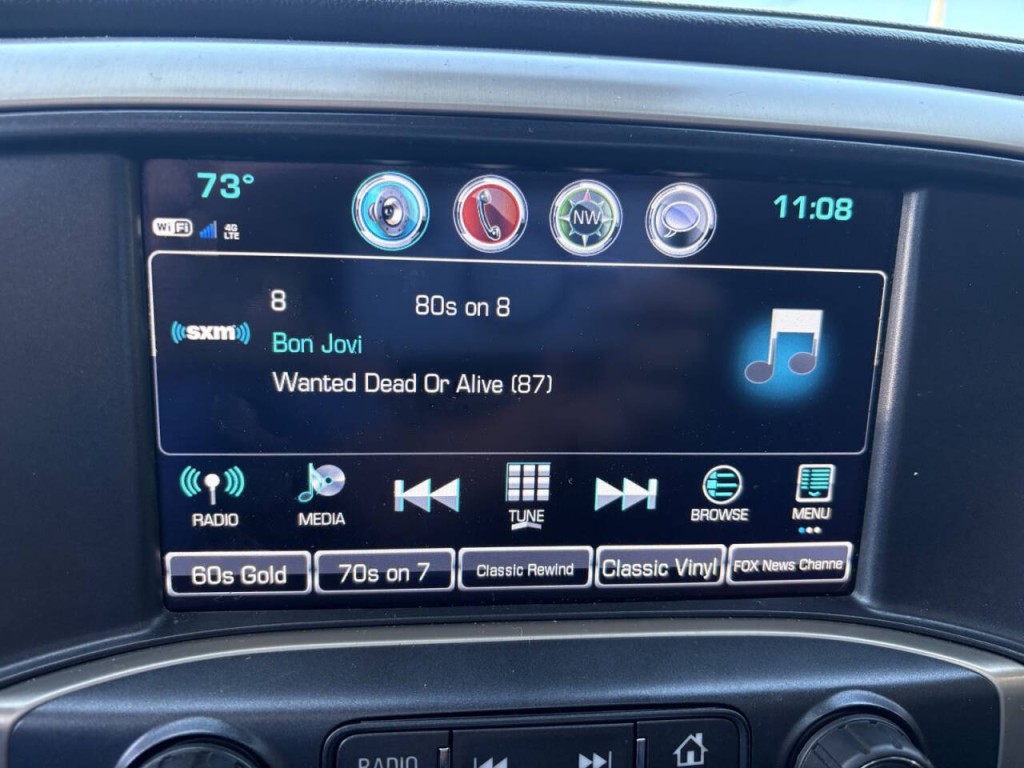 73°
NW
11:08
WiFi
4G
LTE
8
80s on 8
sxm
Bon Jovi
Wanted Dead Or Alive (87)
RADIO
MEDIA
TUNE
BROWSE
MENU
60s Gold
70s on 7
Classic Rewind
Classic Vinyl
FOX News Channe
RADIO